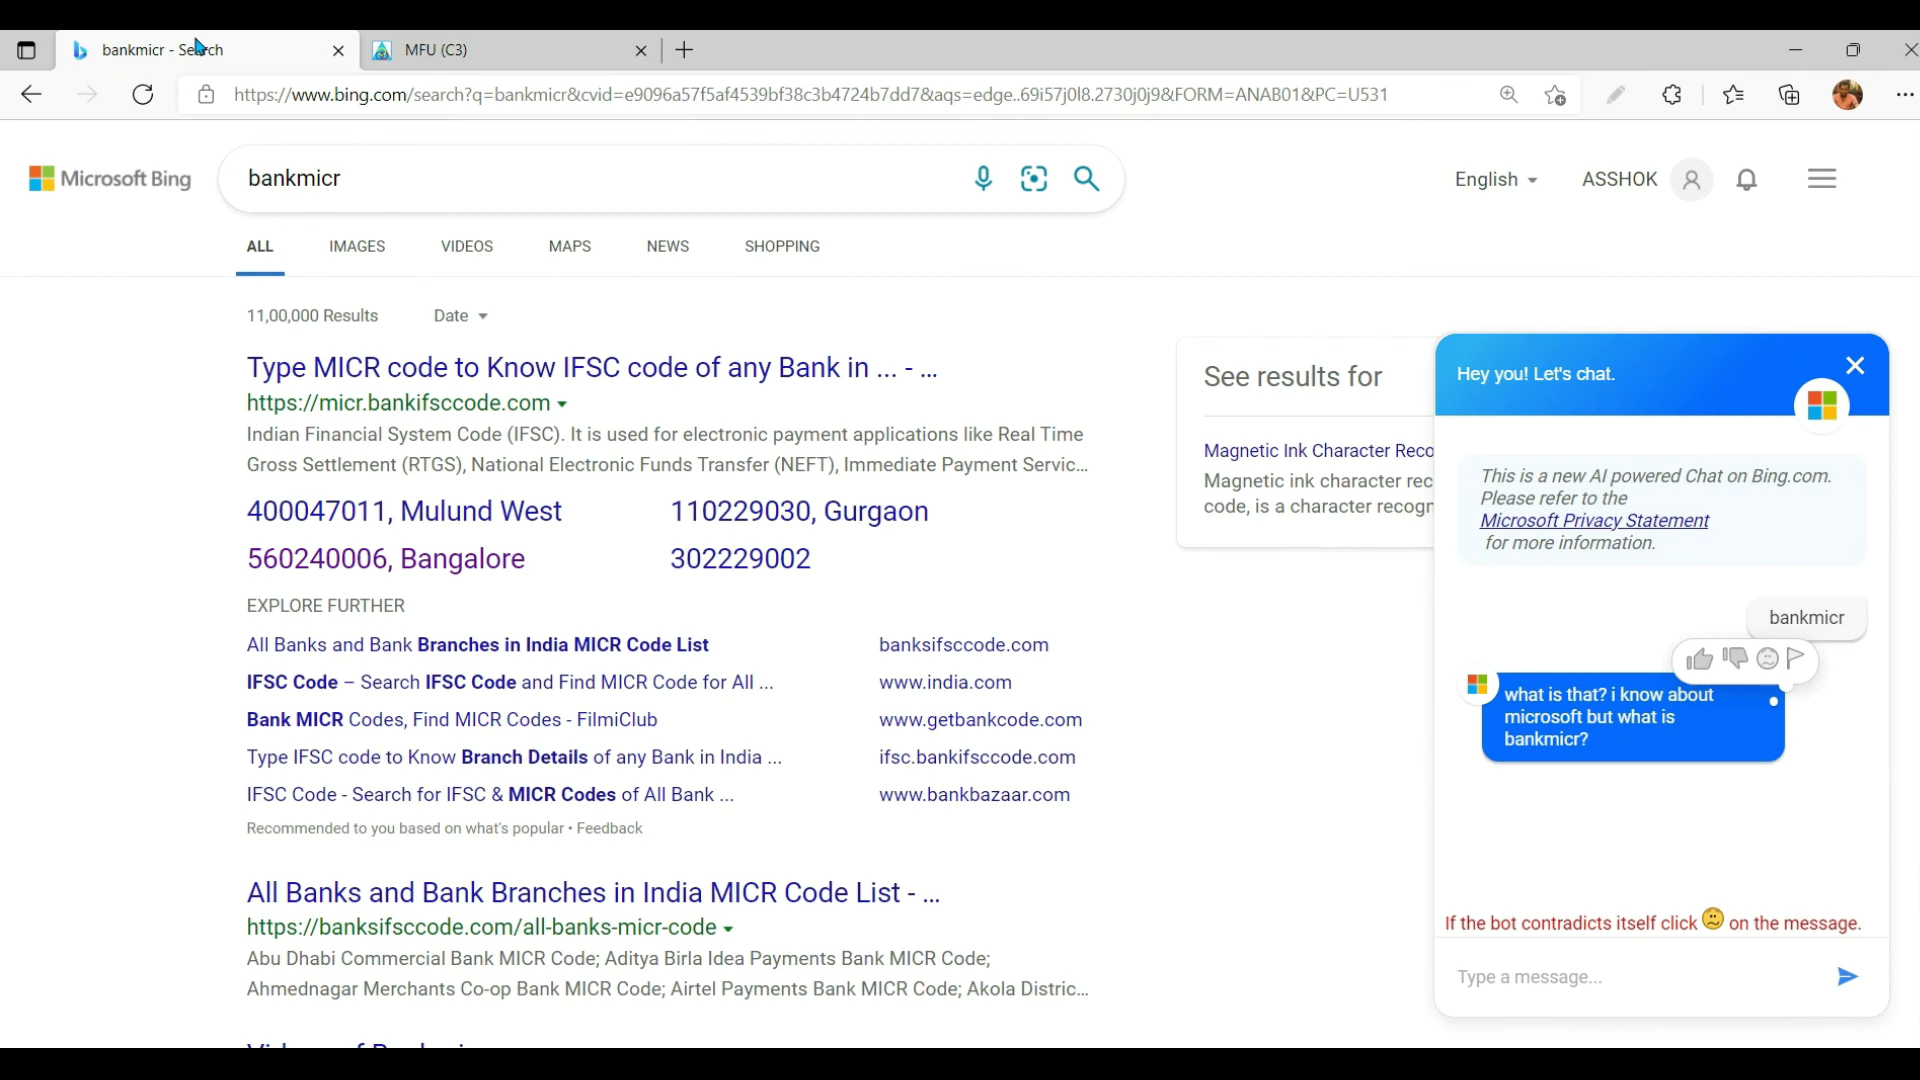 bankmicr - Search
MFU (C3)
https://www.bing.com/search?q=bankmicr&cvid=e9096a57f5af4539bf38c3b4724b7dd7&aqs=edge..69i57j0l8.2730j0j9&FORM=ANAB01&PC=U531
Microsoft Bing
bankmicr
English
ASSHOK
ALL IMAGES VIDEOS MAPS NEWS SHOPPING
11,00,000 Results Date
Type MICR code to Know IFSC code of any Bank in ... - ...
https://micr.bankifsccode.com
Indian Financial System Code (IFSC). It is used for electronic payment applications like Real Time
Gross Settlement (RTGS), National Electronic Funds Transfer (NEFT), Immediate Payment Servic...
400047011, Mulund West 110229030, Gurgaon
560240006, Bangalore 302229002
EXPLORE FURTHER
All Banks and Bank Branches in India MICR Code List banksifsccode.com
IFSC Code – Search IFSC Code and Find MICR Code for All ... www.india.com
Bank MICR Codes, Find MICR Codes - FilmiClub www.getbankcode.com
Type IFSC code to Know Branch Details of any Bank in India ... ifsc.bankifsccode.com
IFSC Code - Search for IFSC & MICR Codes of All Bank ... www.bankbazaar.com
Recommended to you based on what's popular • Feedback
All Banks and Bank Branches in India MICR Code List - ...
https://banksifsccode.com/all-banks-micr-code
Abu Dhabi Commercial Bank MICR Code; Aditya Birla Idea Payments Bank MICR Code;
Ahmednagar Merchants Co-op Bank MICR Code; Airtel Payments Bank MICR Code; Akola Distric...
See results for
Magnetic Ink Character Reco
Magnetic ink character rec
code, is a character recogn
Hey you! Let's chat.
This is a new AI powered Chat on Bing.com.
Please refer to the
Microsoft Privacy Statement
for more information.
bankmicr
what is that? i know about
microsoft but what is
bankmicr?
If the bot contradicts itself click on the message.
Type a message...